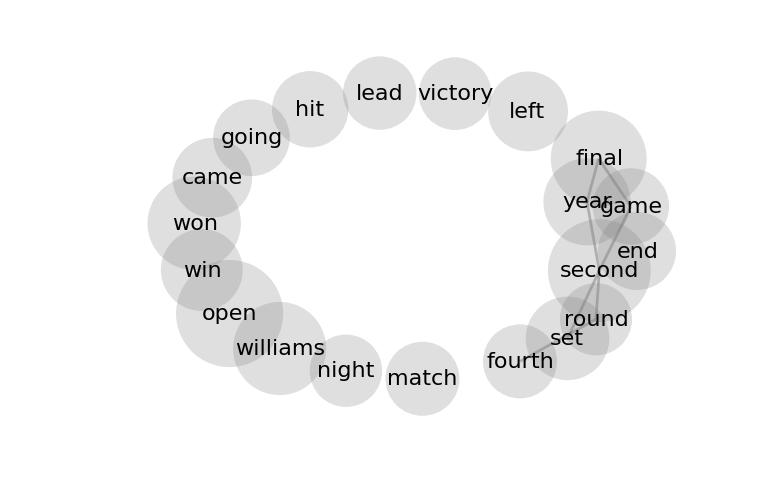 lead
victory
hit
left
going
final
came
year
game
won
end
win
second
open
round
set
williams
fourth
night
match